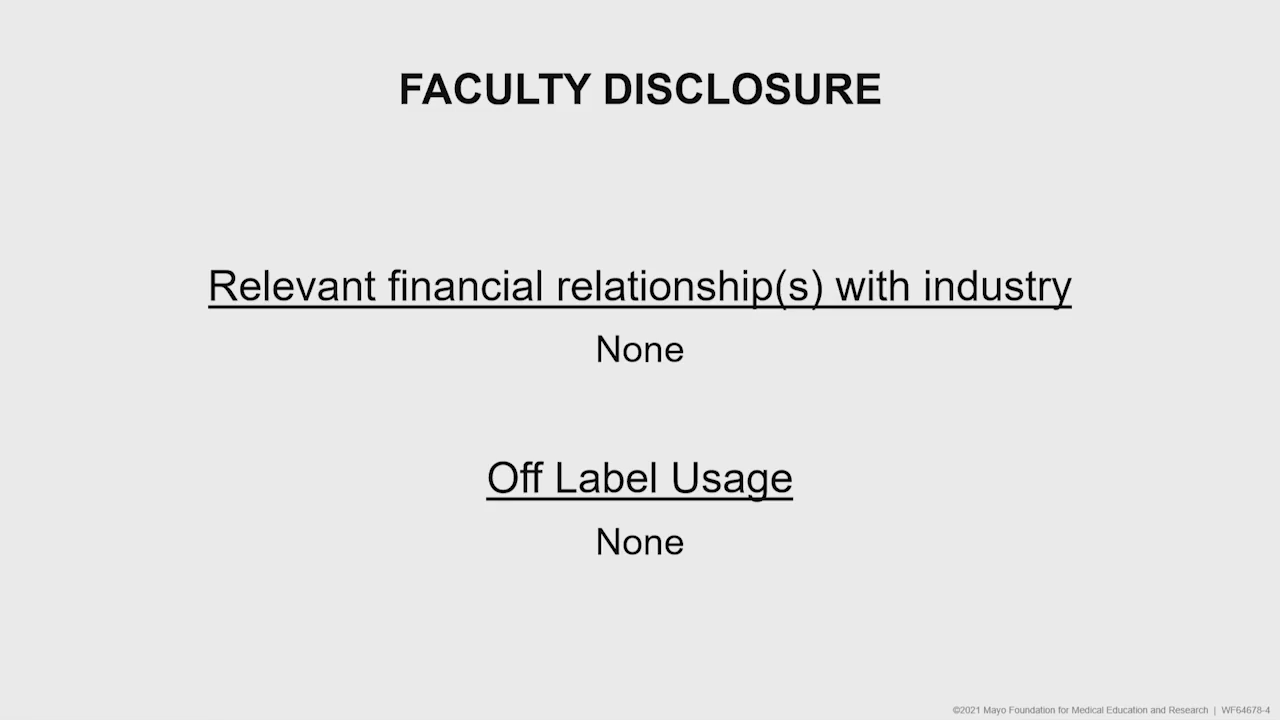 FACULTY DISCLOSURE
Relevant financial relationship(s) with industry
None
Off Label Usage
None
©2021 Mayo Foundation for Medical Education and Research | WF64678-4